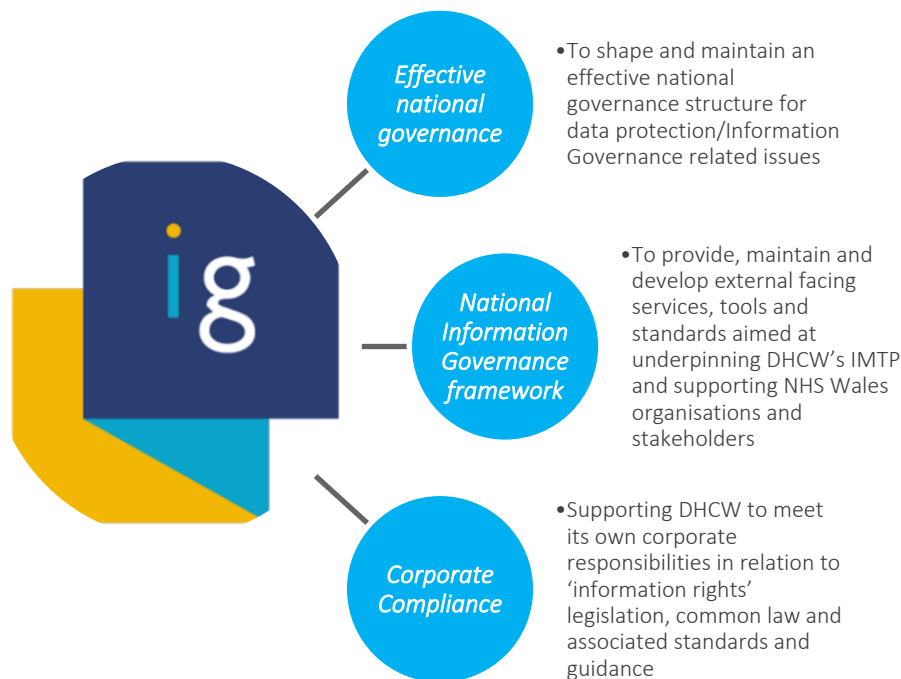 ig
Effective
national
governance
•To shape and maintain an
effective national
governance structure for
data protection/Information
Governance related issues
National
Information
Governance
framework
•To provide, maintain and
develop external facing
services, tools and
standards aimed at
underpinning DHCW's IMTP
and supporting NHS Wales
organisations and
stakeholders
Corporate
Compliance
•Supporting DHCW to meet
its own corporate
responsibilities in relation to
‘information rights’
legislation, common law and
associated standards and
guidance